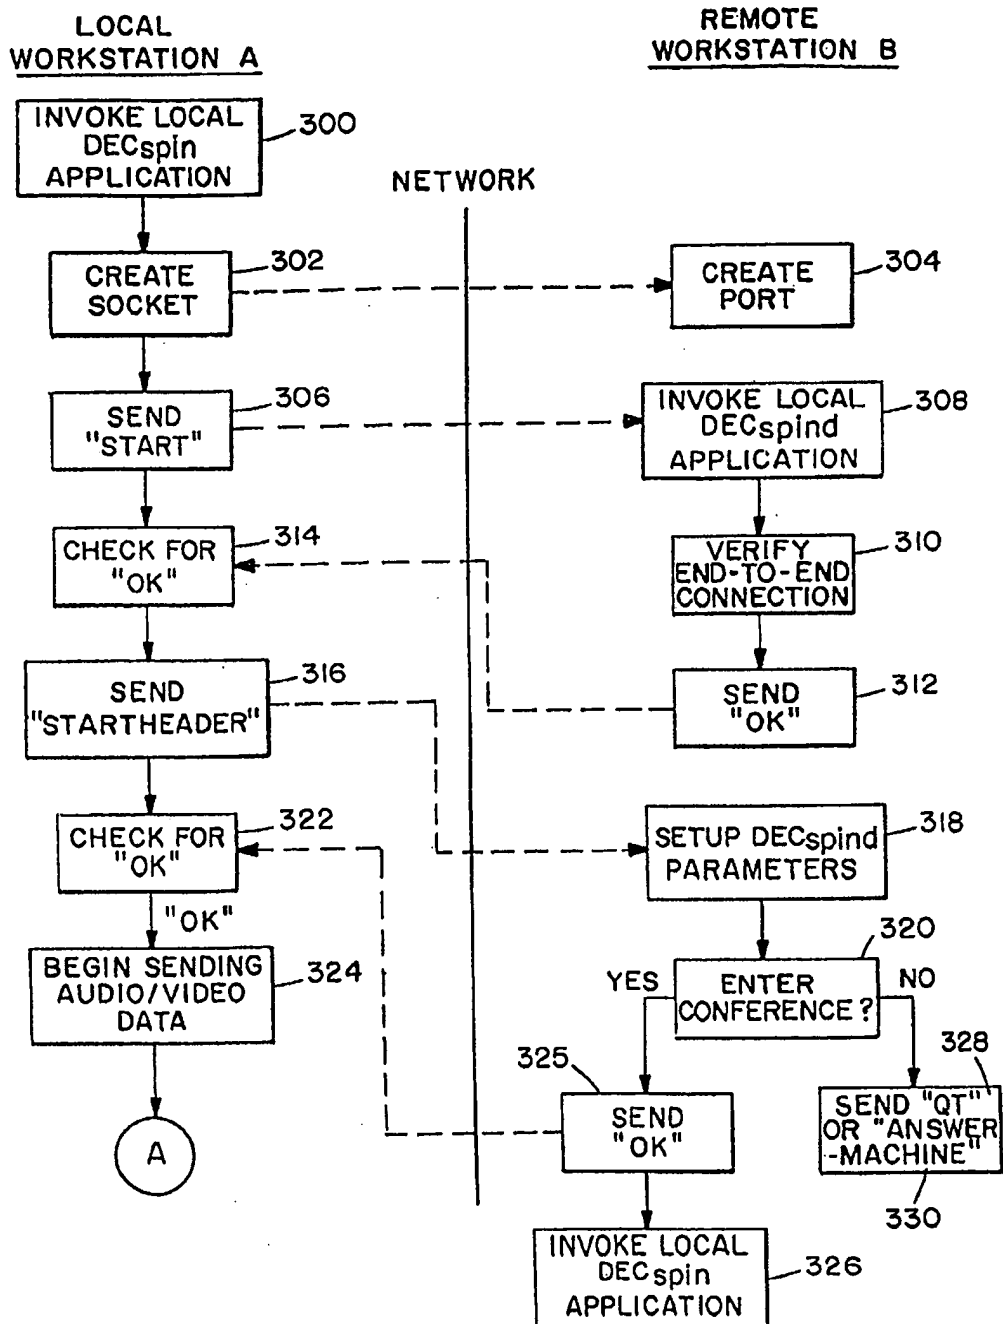 LOCAL
WORKSTATION A
REMOTE
WORKSTATION B
INVOKE LOCAL
DECspin
APPLICATION
300
NETWORK
CREATE
SOCKET
302
CREATE
PORT
304
SEND
"START"
306
INVOKE LOCAL
DECspind
APPLICATION
308
CHECK FOR
"OK"
314
VERIFY
END-TO-END
CONNECTION
310
SEND
"STARTHEADER"
316
SEND
"OK"
312
CHECK FOR
"OK"
322
SETUP DECspind
PARAMETERS
318
"OK"
BEGIN SENDING
AUDIO/VIDEO
DATA
324
320
YES
ENTER
CONFERENCE?
NO
325
SEND
"OK"
328
SEND "QT"
OR "ANSWER
-MACHINE"
330
A
INVOKE LOCAL
DECspin
APPLICATION
326